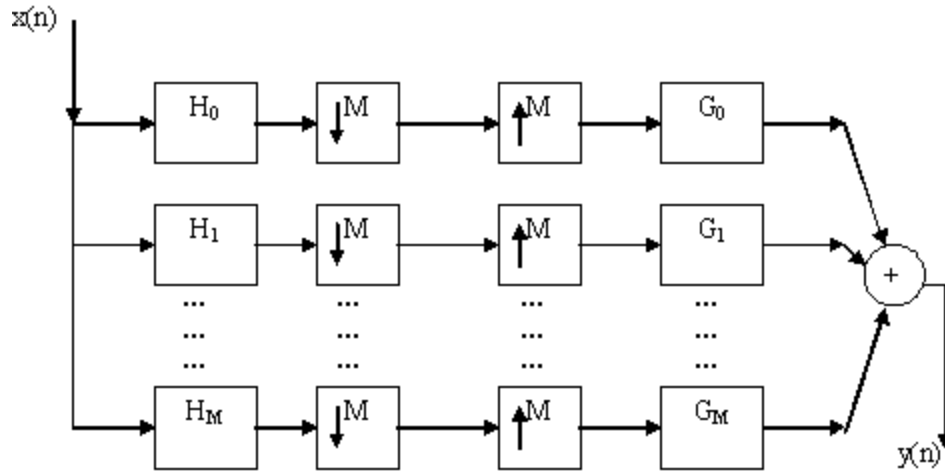 x(n)
H₀ ↓M ↑M G₀
H₁ ↓M ↑M G₁
+
... ... ... ...
... ... ... ...
... ... ... ...
H_M ↓M ↑M G_M
y(n)